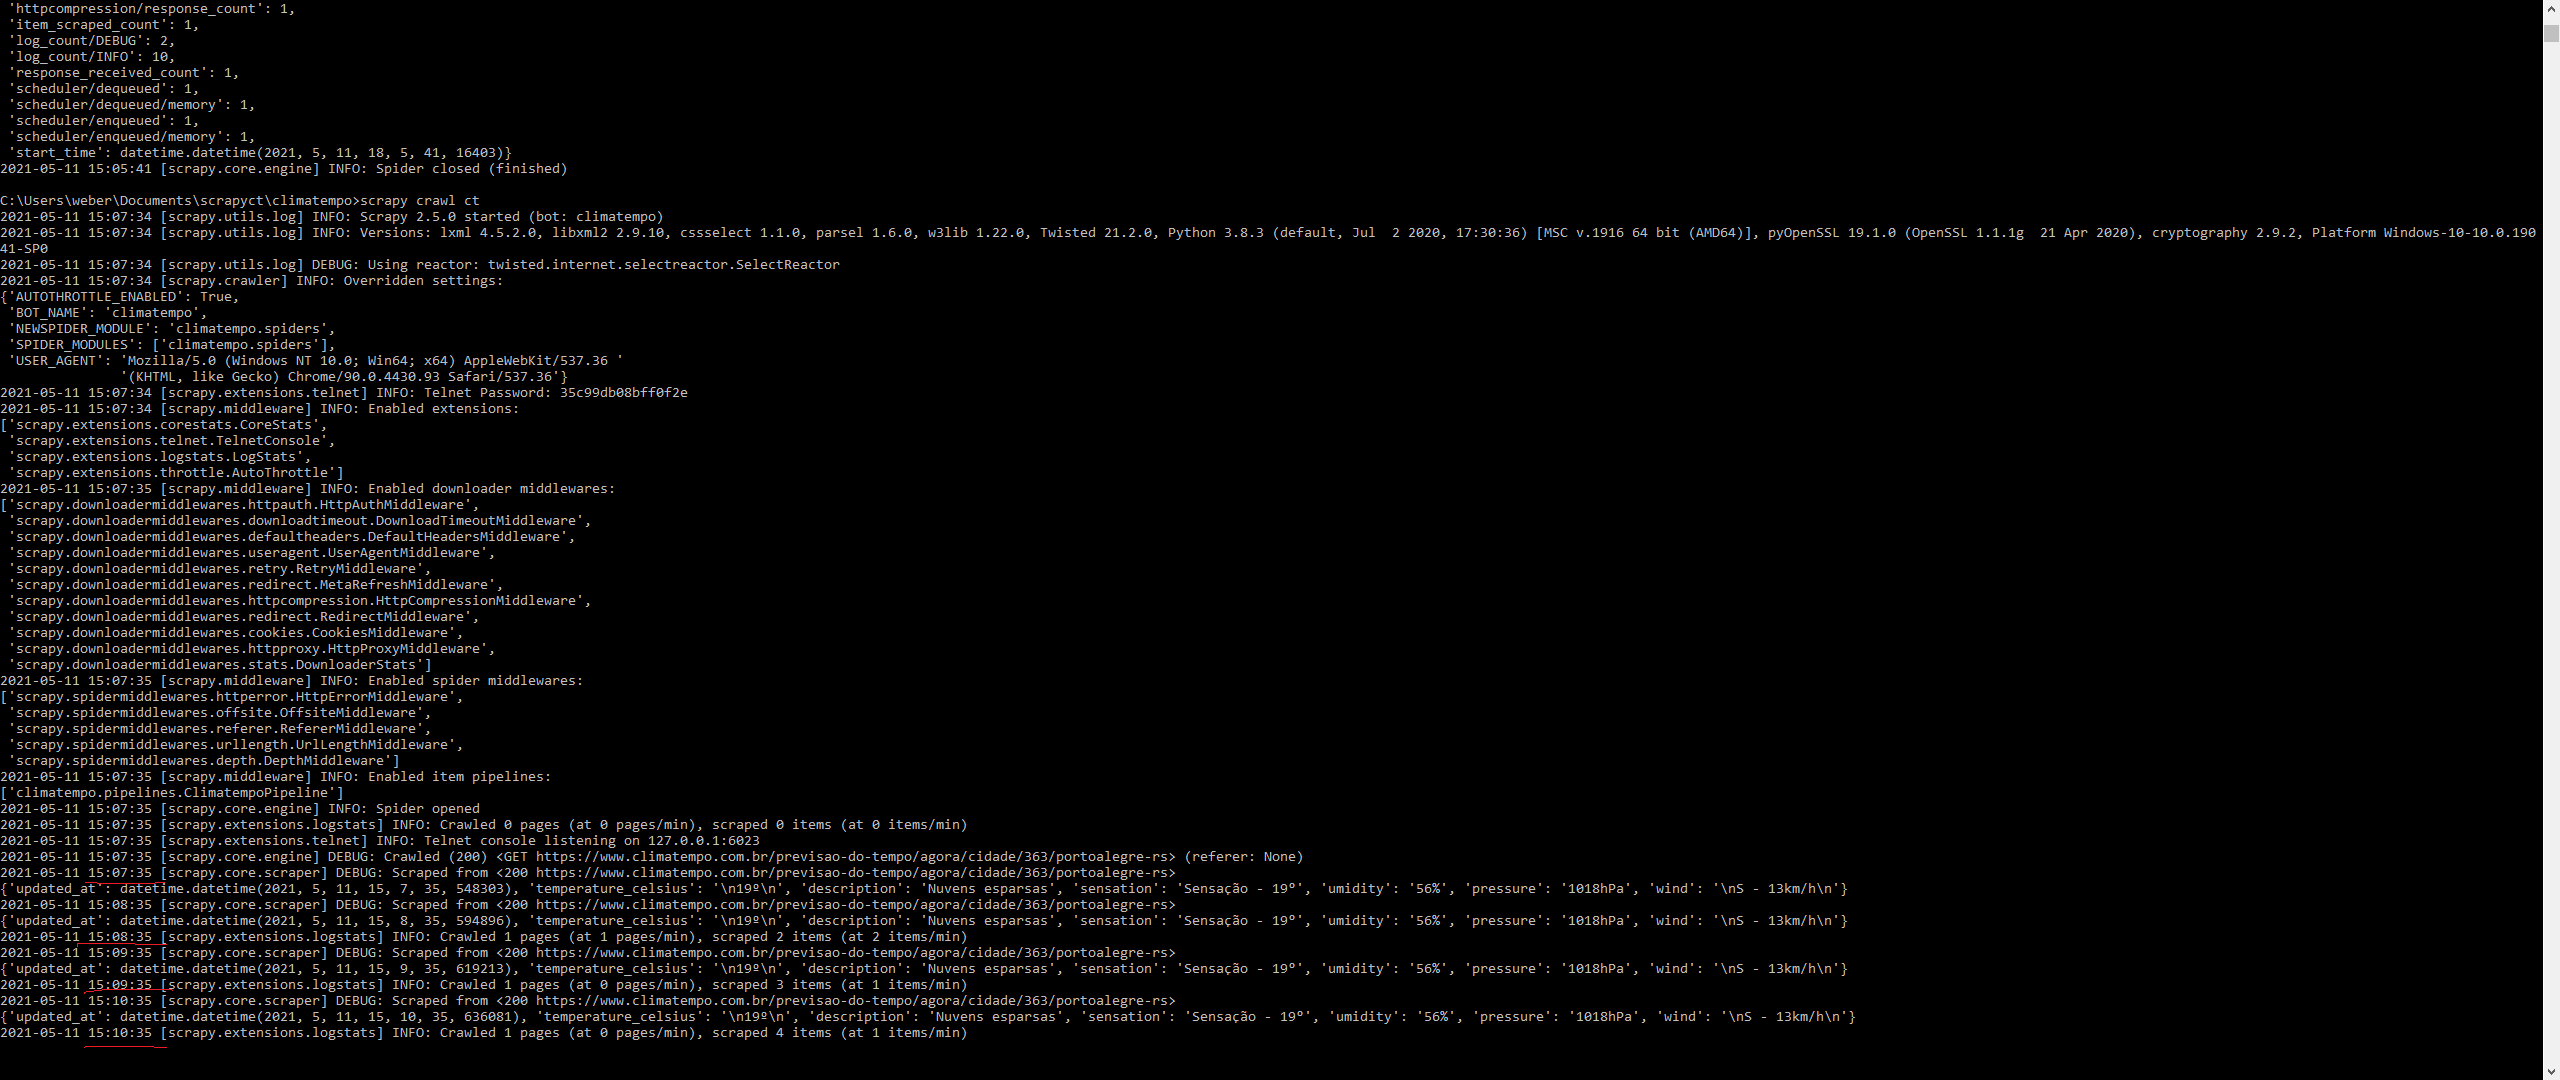 'httpcompression/response_count': 1,
 'item_scraped_count': 1,
 'log_count/DEBUG': 2,
 'log_count/INFO': 10,
 'response_received_count': 1,
 'scheduler/dequeued': 1,
 'scheduler/dequeued/memory': 1,
 'scheduler/enqueued': 1,
 'scheduler/enqueued/memory': 1,
 'start_time': datetime.datetime(2021, 5, 11, 18, 5, 41, 16403)}
2021-05-11 15:05:41 [scrapy.core.engine] INFO: Spider closed (finished)

C:\Users\weber\Documents\scrapyct\climatempo>scrapy crawl ct
2021-05-11 15:07:34 [scrapy.utils.log] INFO: Scrapy 2.5.0 started (bot: climatempo)
2021-05-11 15:07:34 [scrapy.utils.log] INFO: Versions: lxml 4.5.2.0, libxml2 2.9.10, cssselect 1.1.0, parsel 1.6.0, w3lib 1.22.0, Twisted 21.2.0, Python 3.8.3 (default, Jul  2 2020, 17:30:36) [MSC v.1916 64 bit (AMD64)], pyOpenSSL 19.1.0 (OpenSSL 1.1.1g  21 Apr 2020), cryptography 2.9.2, Platform Windows-10-10.0.190
41-SP0
2021-05-11 15:07:34 [scrapy.utils.log] DEBUG: Using reactor: twisted.internet.selectreactor.SelectReactor
2021-05-11 15:07:34 [scrapy.crawler] INFO: Overridden settings:
{'AUTOTHROTTLE_ENABLED': True,
 'BOT_NAME': 'climatempo',
 'NEWSPIDER_MODULE': 'climatempo.spiders',
 'SPIDER_MODULES': ['climatempo.spiders'],
 'USER_AGENT': 'Mozilla/5.0 (Windows NT 10.0; Win64; x64) AppleWebKit/537.36 '
               '(KHTML, like Gecko) Chrome/90.0.4430.93 Safari/537.36'}
2021-05-11 15:07:34 [scrapy.extensions.telnet] INFO: Telnet Password: 35c99db08bff0f2e
2021-05-11 15:07:34 [scrapy.middleware] INFO: Enabled extensions:
['scrapy.extensions.corestats.CoreStats',
 'scrapy.extensions.telnet.TelnetConsole',
 'scrapy.extensions.logstats.LogStats',
 'scrapy.extensions.throttle.AutoThrottle']
2021-05-11 15:07:35 [scrapy.middleware] INFO: Enabled downloader middlewares:
['scrapy.downloadermiddlewares.httpauth.HttpAuthMiddleware',
 'scrapy.downloadermiddlewares.downloadtimeout.DownloadTimeoutMiddleware',
 'scrapy.downloadermiddlewares.defaultheaders.DefaultHeadersMiddleware',
 'scrapy.downloadermiddlewares.useragent.UserAgentMiddleware',
 'scrapy.downloadermiddlewares.retry.RetryMiddleware',
 'scrapy.downloadermiddlewares.redirect.MetaRefreshMiddleware',
 'scrapy.downloadermiddlewares.httpcompression.HttpCompressionMiddleware',
 'scrapy.downloadermiddlewares.redirect.RedirectMiddleware',
 'scrapy.downloadermiddlewares.cookies.CookiesMiddleware',
 'scrapy.downloadermiddlewares.httpproxy.HttpProxyMiddleware',
 'scrapy.downloadermiddlewares.stats.DownloaderStats']
2021-05-11 15:07:35 [scrapy.middleware] INFO: Enabled spider middlewares:
['scrapy.spidermiddlewares.httperror.HttpErrorMiddleware',
 'scrapy.spidermiddlewares.offsite.OffsiteMiddleware',
 'scrapy.spidermiddlewares.referer.RefererMiddleware',
 'scrapy.spidermiddlewares.urllength.UrlLengthMiddleware',
 'scrapy.spidermiddlewares.depth.DepthMiddleware']
2021-05-11 15:07:35 [scrapy.middleware] INFO: Enabled item pipelines:
['climatempo.pipelines.ClimatempoPipeline']
2021-05-11 15:07:35 [scrapy.core.engine] INFO: Spider opened
2021-05-11 15:07:35 [scrapy.extensions.logstats] INFO: Crawled 0 pages (at 0 pages/min), scraped 0 items (at 0 items/min)
2021-05-11 15:07:35 [scrapy.extensions.telnet] INFO: Telnet console listening on 127.0.0.1:6023
2021-05-11 15:07:35 [scrapy.core.engine] DEBUG: Crawled (200) <GET https://www.climatempo.com.br/previsao-do-tempo/agora/cidade/363/portoalegre-rs> (referer: None)
2021-05-11 15:07:35 [scrapy.core.scraper] DEBUG: Scraped from <200 https://www.climatempo.com.br/previsao-do-tempo/agora/cidade/363/portoalegre-rs>
{'updated_at': datetime.datetime(2021, 5, 11, 15, 7, 35, 548303), 'temperature_celsius': '\n19º\n', 'description': 'Nuvens esparsas', 'sensation': 'Sensação - 19º', 'umidity': '56%', 'pressure': '1018hPa', 'wind': '\nS - 13km/h\n'}
2021-05-11 15:08:35 [scrapy.core.scraper] DEBUG: Scraped from <200 https://www.climatempo.com.br/previsao-do-tempo/agora/cidade/363/portoalegre-rs>
{'updated_at': datetime.datetime(2021, 5, 11, 15, 8, 35, 594896), 'temperature_celsius': '\n19º\n', 'description': 'Nuvens esparsas', 'sensation': 'Sensação - 19º', 'umidity': '56%', 'pressure': '1018hPa', 'wind': '\nS - 13km/h\n'}
2021-05-11 15:08:35 [scrapy.extensions.logstats] INFO: Crawled 1 pages (at 1 pages/min), scraped 2 items (at 2 items/min)
2021-05-11 15:09:35 [scrapy.core.scraper] DEBUG: Scraped from <200 https://www.climatempo.com.br/previsao-do-tempo/agora/cidade/363/portoalegre-rs>
{'updated_at': datetime.datetime(2021, 5, 11, 15, 9, 35, 619213), 'temperature_celsius': '\n19º\n', 'description': 'Nuvens esparsas', 'sensation': 'Sensação - 19º', 'umidity': '56%', 'pressure': '1018hPa', 'wind': '\nS - 13km/h\n'}
2021-05-11 15:09:35 [scrapy.extensions.logstats] INFO: Crawled 1 pages (at 0 pages/min), scraped 3 items (at 1 items/min)
2021-05-11 15:10:35 [scrapy.core.scraper] DEBUG: Scraped from <200 https://www.climatempo.com.br/previsao-do-tempo/agora/cidade/363/portoalegre-rs>
{'updated_at': datetime.datetime(2021, 5, 11, 15, 10, 35, 636081), 'temperature_celsius': '\n19º\n', 'description': 'Nuvens esparsas', 'sensation': 'Sensação - 19º', 'umidity': '56%', 'pressure': '1018hPa', 'wind': '\nS - 13km/h\n'}
2021-05-11 15:10:35 [scrapy.extensions.logstats] INFO: Crawled 1 pages (at 0 pages/min), scraped 4 items (at 1 items/min)